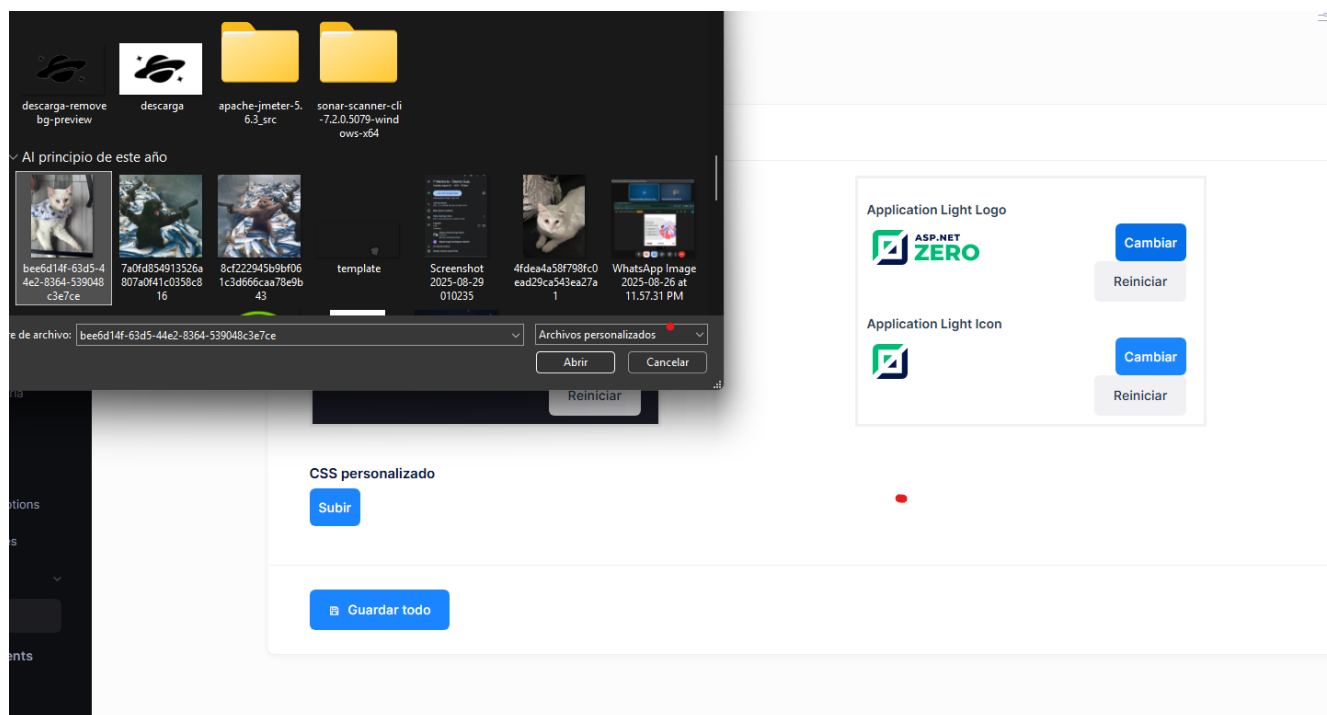 descarga-remove
bg-preview
descarga
apache-jmeter-5.
6.3_src
sonar-scanner-cli
-7.2.0.5079-wind
ows-x64
Al principio de este año
bee6d14f-63d5-4
4e2-8364-539048
c3e7ce
7a0fd854913526a
807a0f41c0358c8
16
8cf222945b9bf06
1c3d666caa78e9b
43
template
Screenshot
2025-08-29
010235
4fdea4a58f798fc0
ead29ca543ea27a
1
WhatsApp Image
2025-08-26 at
11.57.31 PM
re de archivo:
bee6d14f-63d5-44e2-8364-539048c3e7ce
Archivos personalizados
Abrir
Cancelar
Reiniciar
Application Light Logo
ASP.NET
ZERO
Cambiar
Reiniciar
Application Light Icon
Cambiar
Reiniciar
CSS personalizado
Subir
Guardar todo